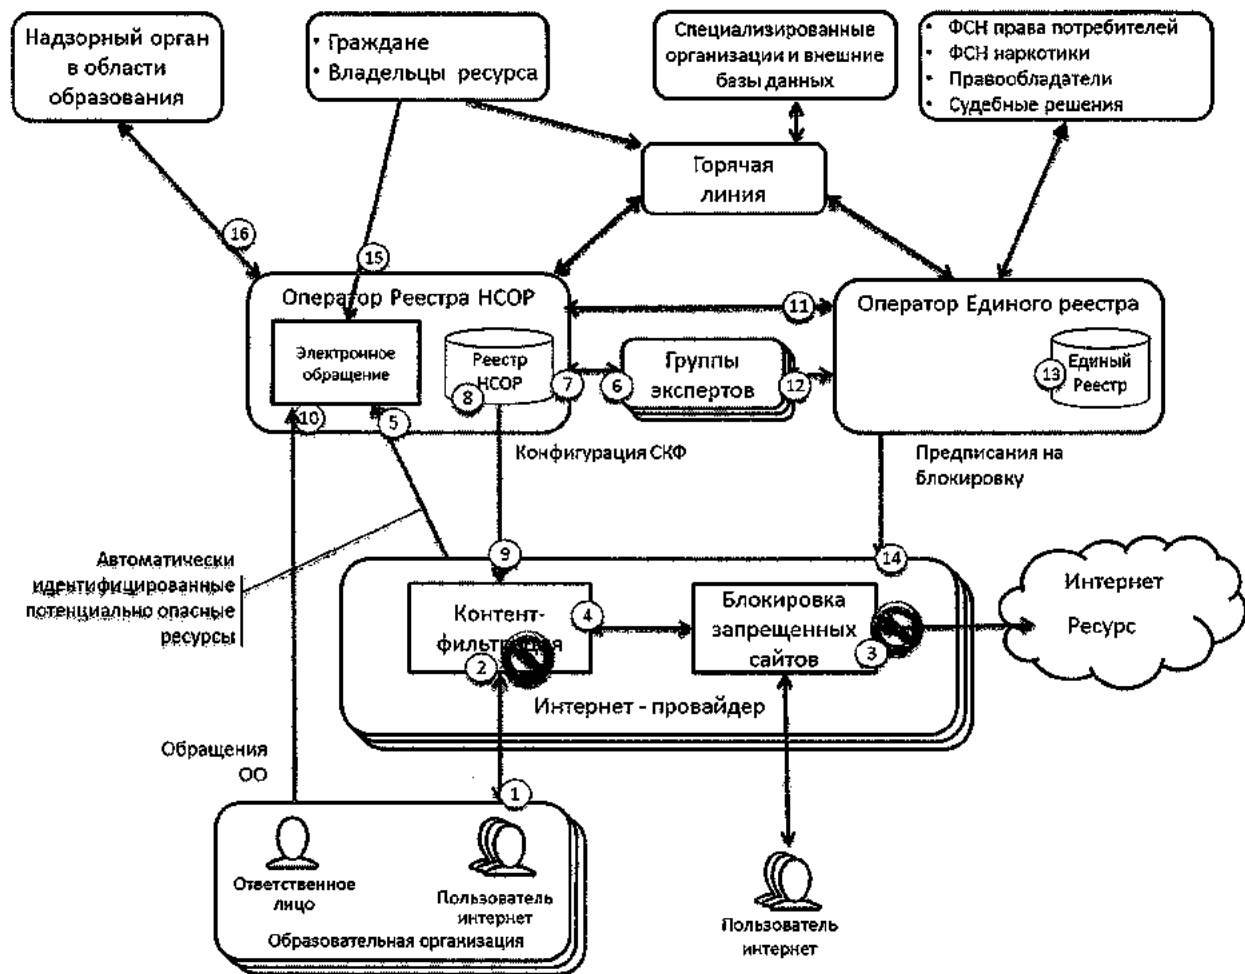 Надзорный орган
в области
образования
• Граждане
• Владельцы ресурса
Специализированные
организации и внешние
базы данных
• ФСН права потребителей
• ФСН наркотики
• Правообладатели
• Судебные решения
Горячая
линия
16
15
Оператор Реестра НСОР
11
Оператор Единого реестра
Электронное
обращение
Реестр
НСОР
8
7
6
Группы
экспертов
12
13
Единый
Реестр
10
5
Конфигурация СКФ
Предписания на
блокировку
Автоматически
идентифицированные
потенциально опасные
ресурсы
9
14
Контент-
фильтрация
2
4
Блокировка
запрещенных
сайтов
3
Интернет
Ресурс
Интернет - провайдер
Обращения
ОО
1
Ответственное
лицо
Пользователь
интернет
Образовательная организация
Пользователь
интернет